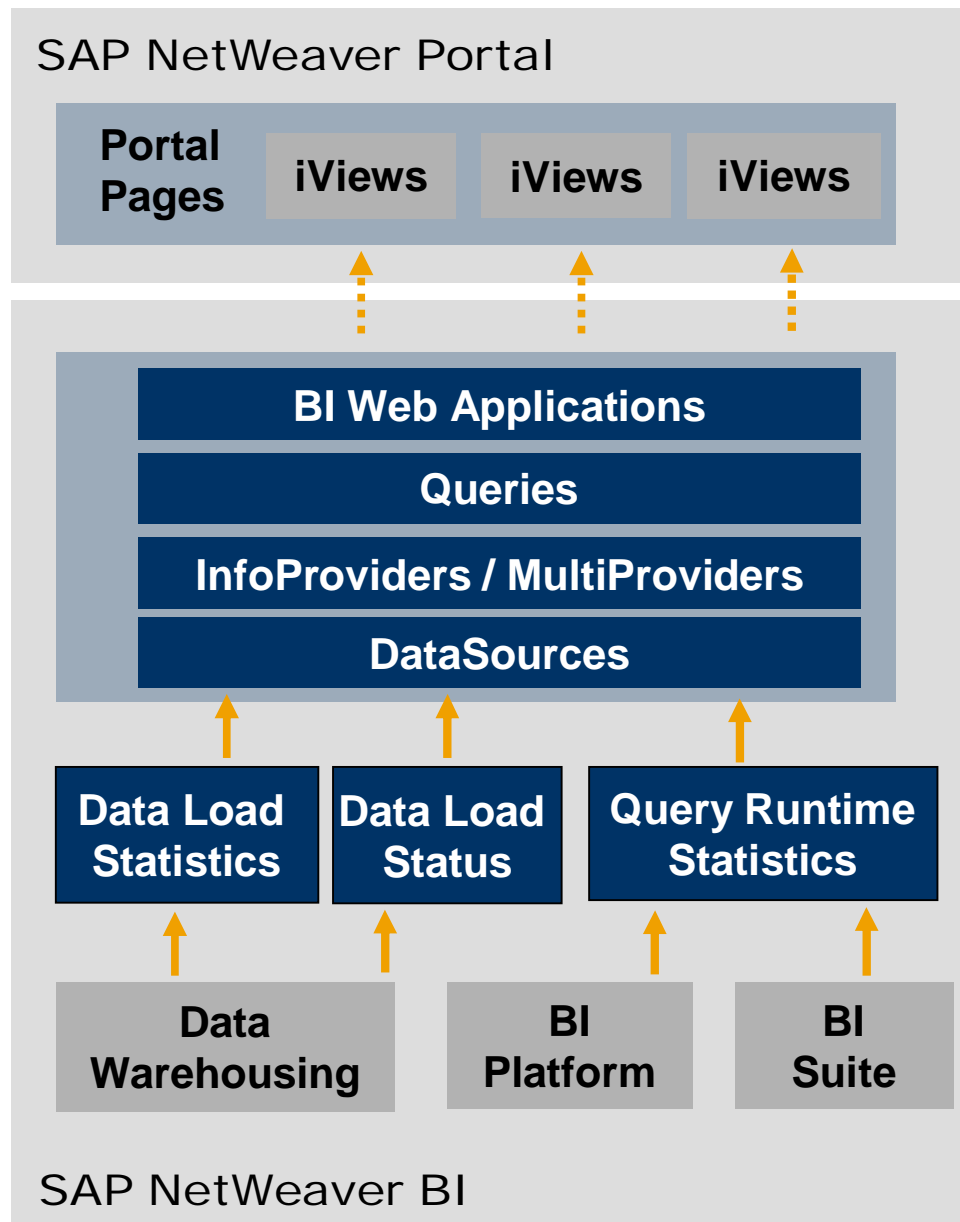 SAP NetWeaver Portal
Portal
Pages
iViews
iViews
iViews
BI Web Applications
Queries
InfoProviders / MultiProviders
DataSources
Data Load
Statistics
Data Load
Status
Query Runtime
Statistics
Data
Warehousing
BI
Platform
BI
Suite
SAP NetWeaver BI